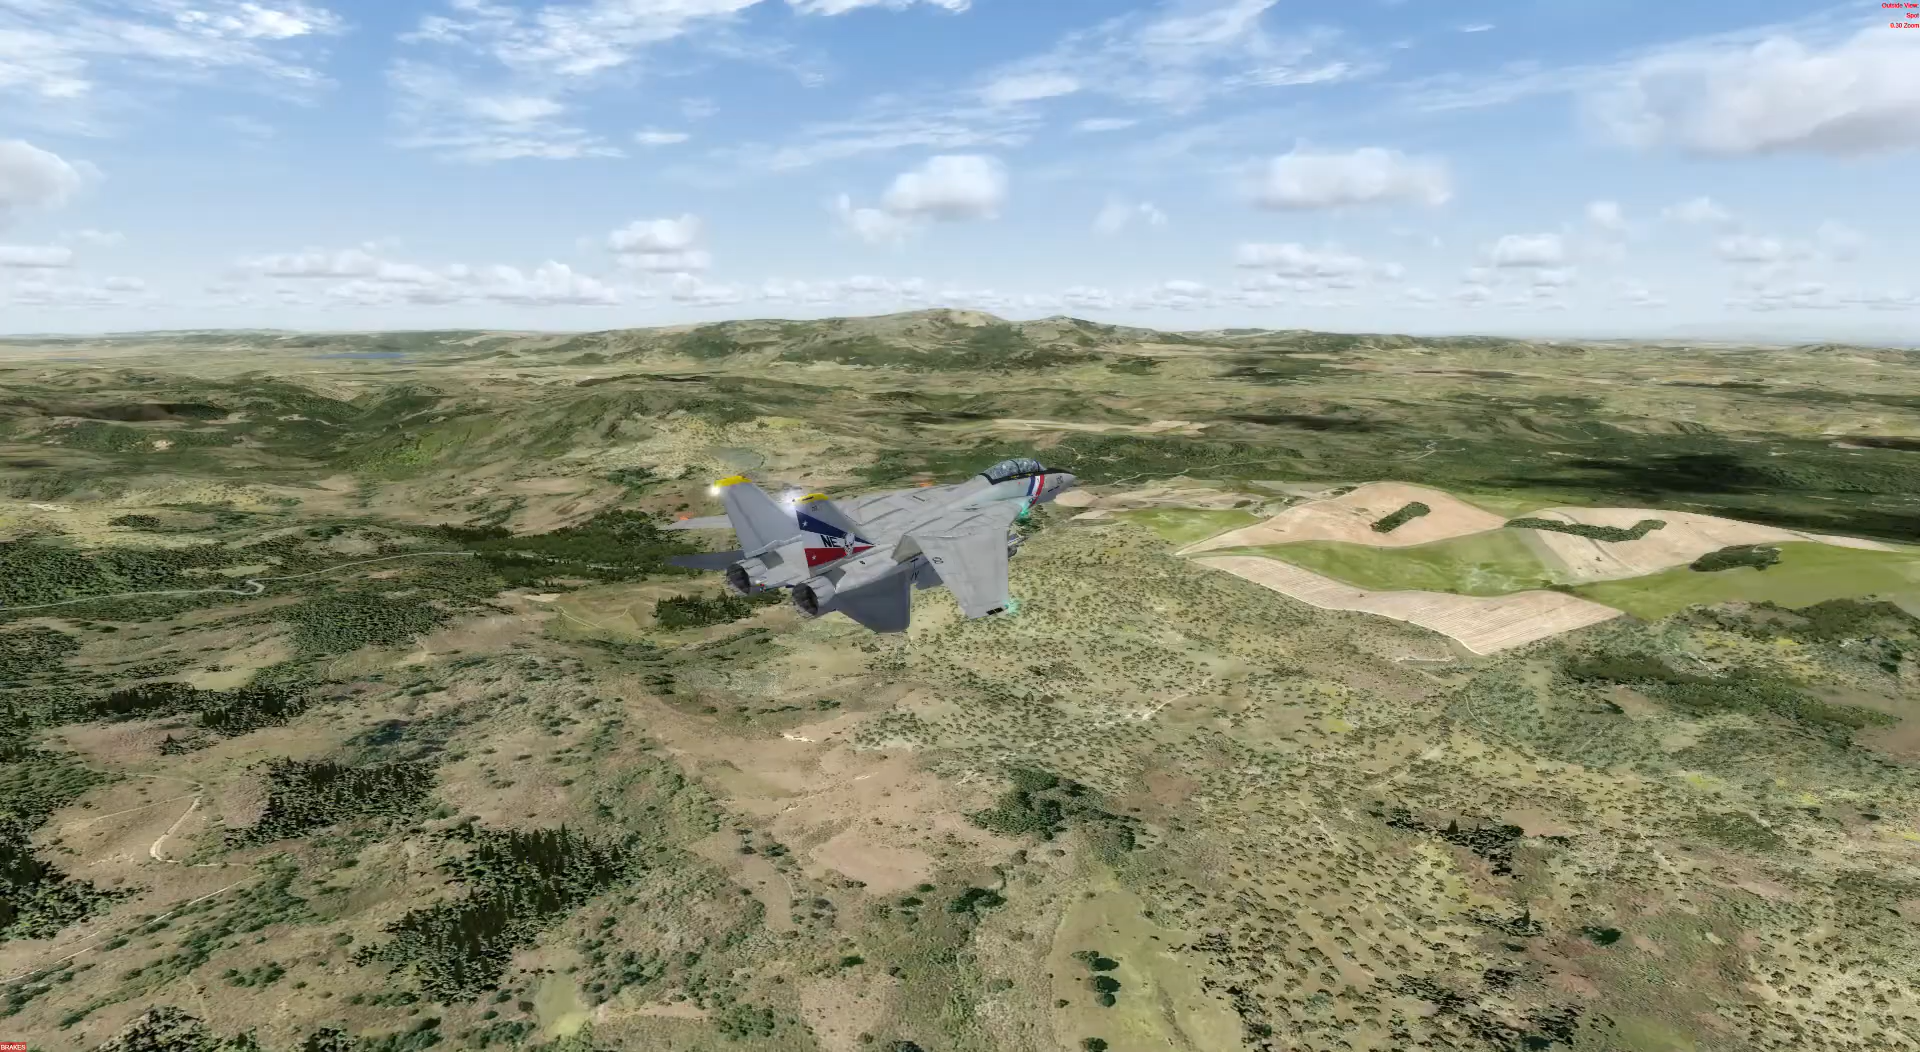 Outside View:
Spot
0.30 Zoom
NE
BRAKES